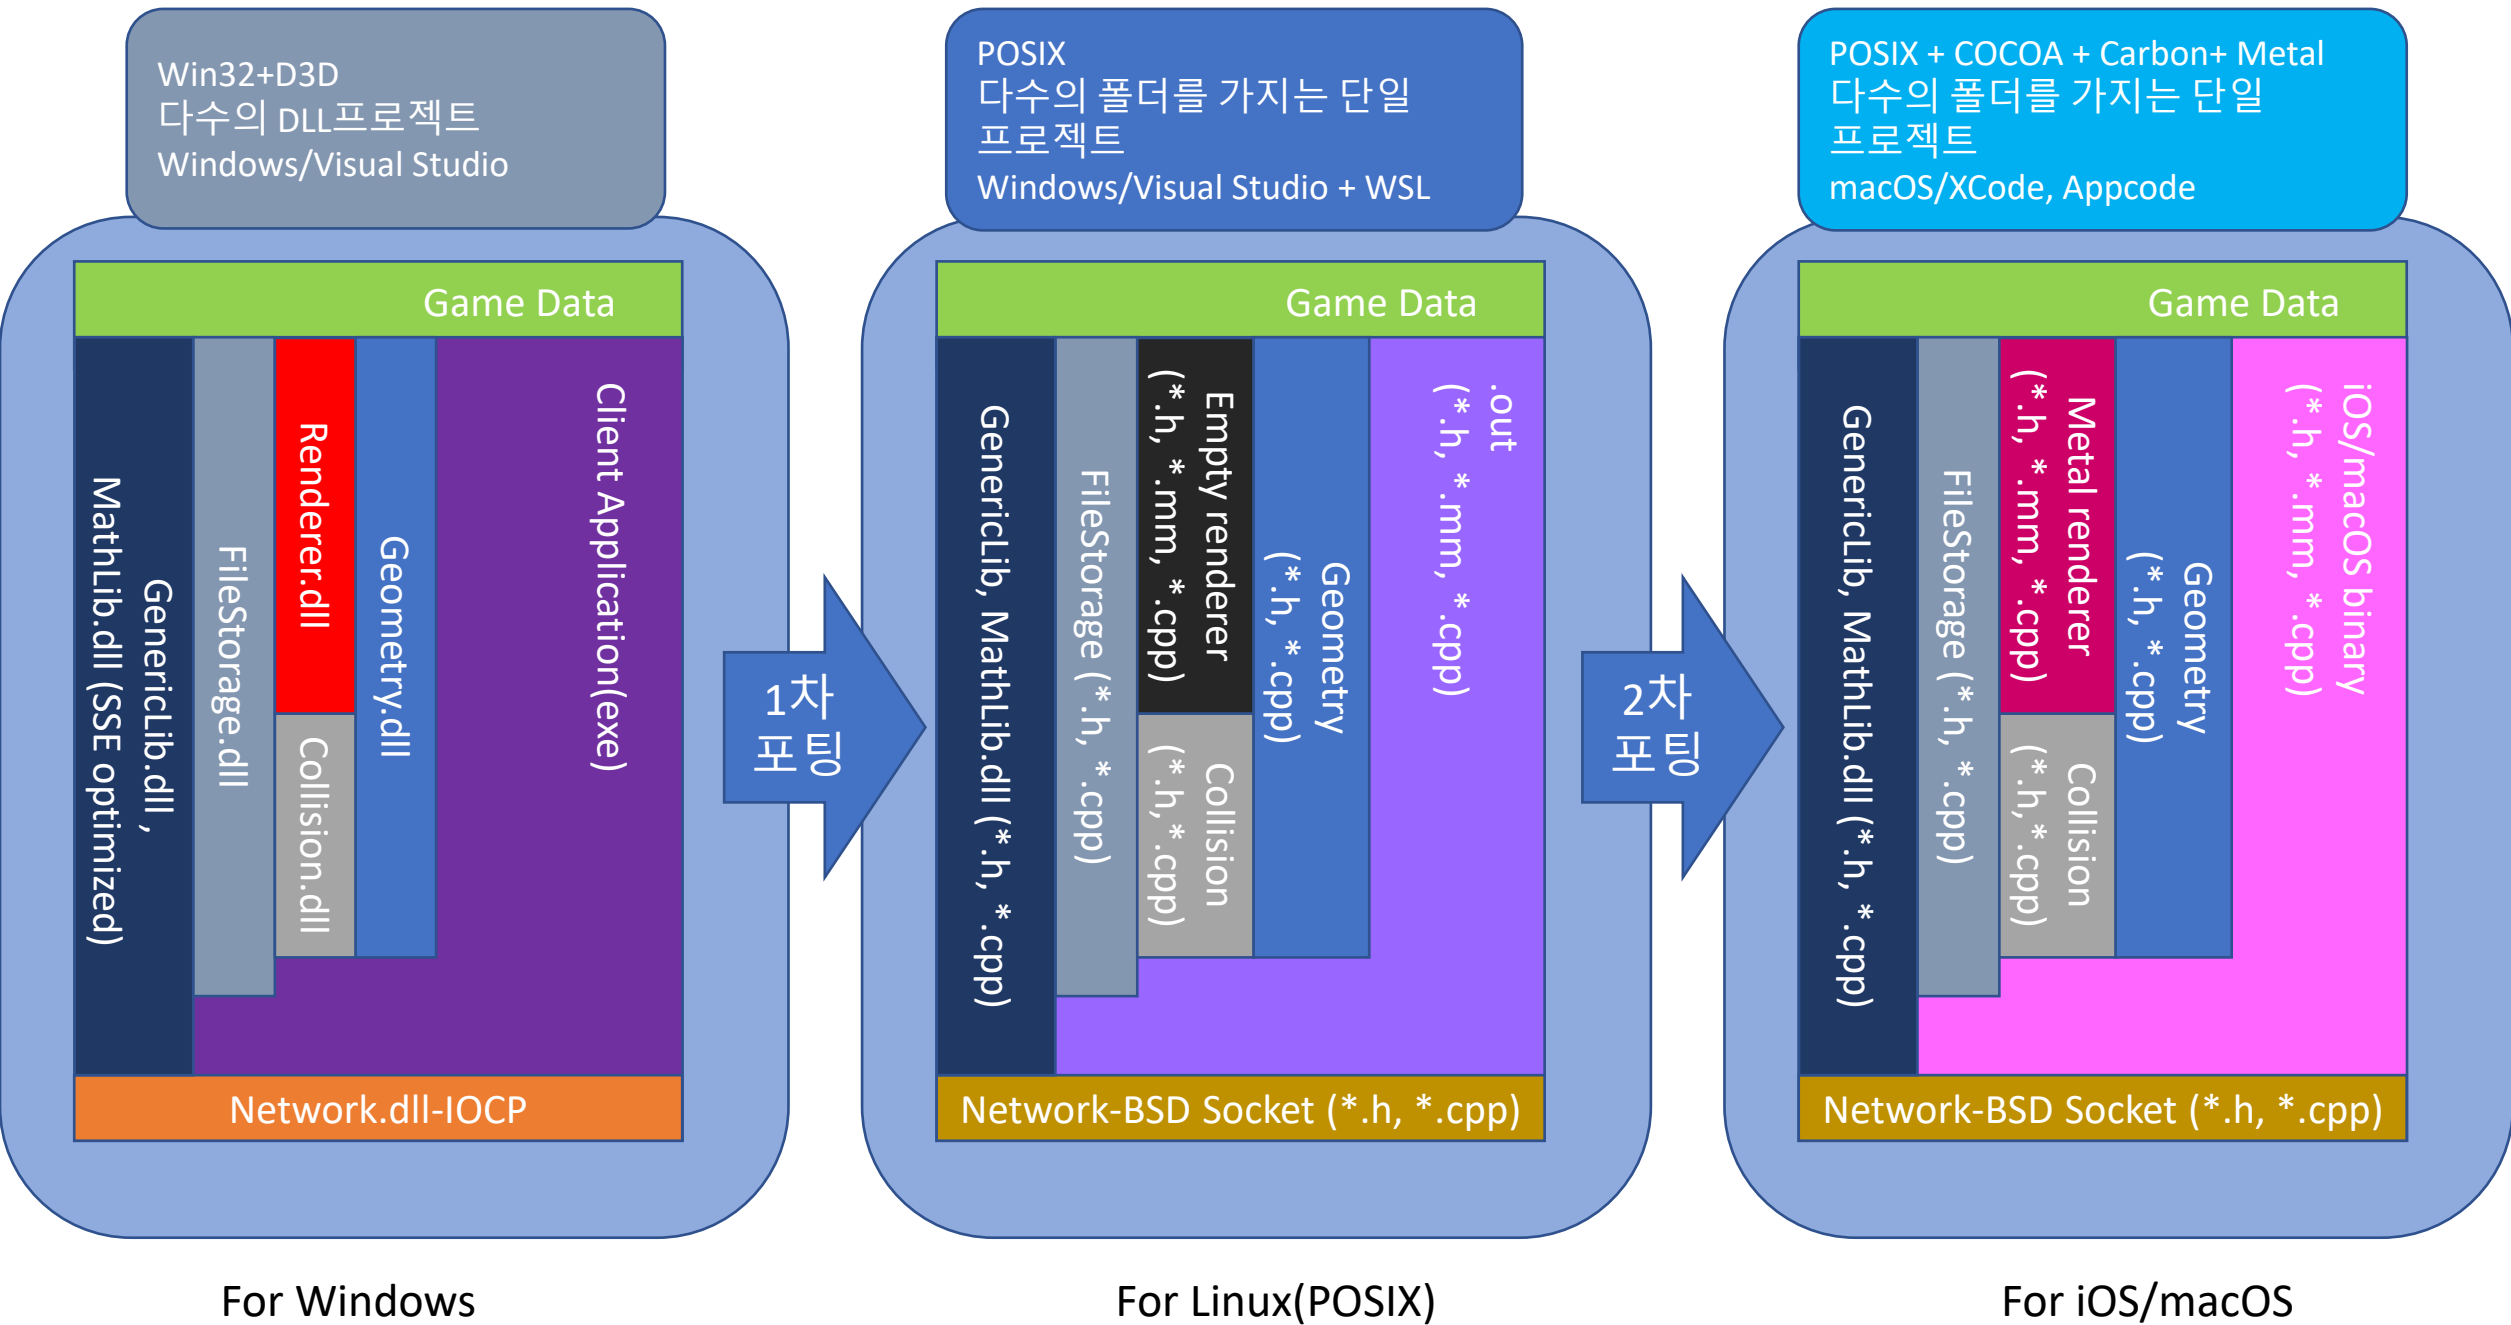 Win32+D3D
다수의 DLL프로젝트
Windows/Visual Studio
Game Data
GenericLib.dll ,
MathLib.dll (SSE optimized)
FileStorage.dll
Renderer.dll
Collision.dll
Geometry.dll
Client Application(exe)
Network.dll-IOCP
For Windows
1차
포팅
POSIX
다수의 폴더를 가지는 단일
프로젝트
Windows/Visual Studio + WSL
Game Data
GenericLib, MathLib.dll (*.h, *.cpp)
FileStorage (*.h, *.cpp)
Empty renderer
(*.h, *.mm, *.cpp)
Collision
(*.h, *.cpp)
Geometry
(*.h, *.cpp)
.out
(*.h, *.mm, *.cpp)
Network-BSD Socket (*.h, *.cpp)
For Linux(POSIX)
2차
포팅
POSIX + COCOA + Carbon+ Metal
다수의 폴더를 가지는 단일
프로젝트
macOS/XCode, Appcode
Game Data
GenericLib, MathLib.dll (*.h, *.cpp)
FileStorage (*.h, *.cpp)
Metal renderer
(*.h, *.mm, *.cpp)
Collision
(*.h, *.cpp)
Geometry
(*.h, *.cpp)
iOS/macOS binary
(*.h, *.mm, *.cpp)
Network-BSD Socket (*.h, *.cpp)
For iOS/macOS